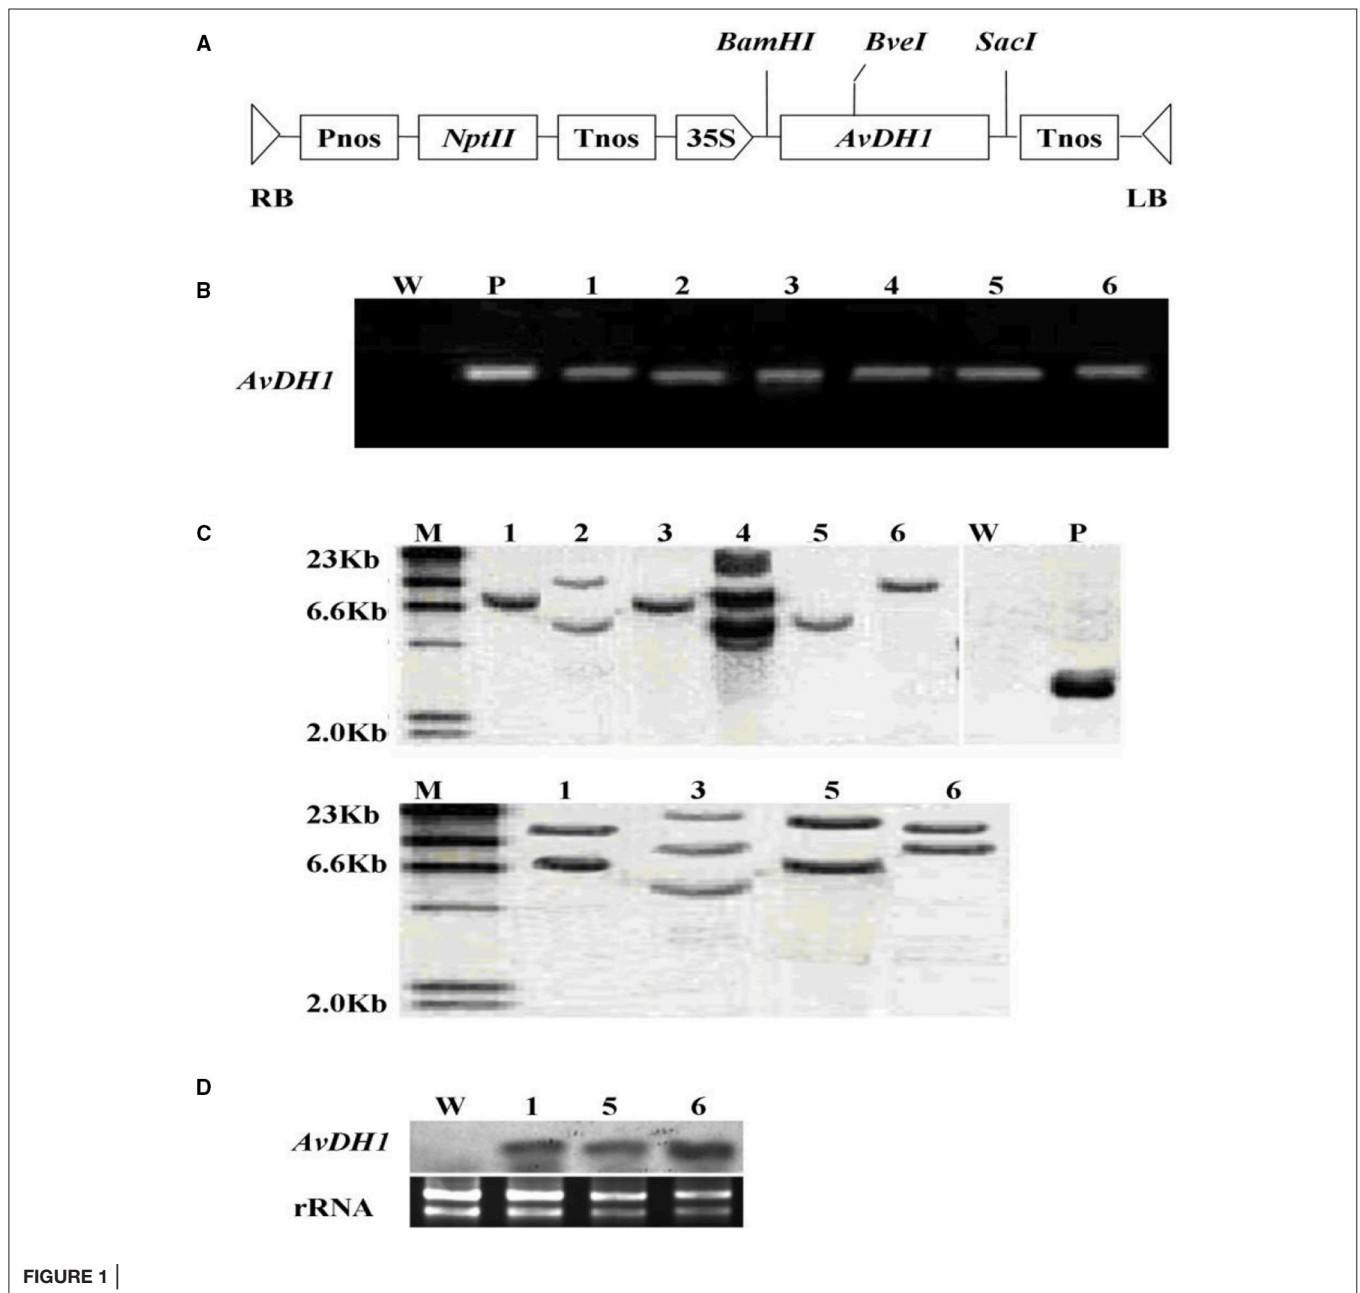 A
BamHI BveI SacI
Pnos NptII Tnos 35S AvDH1 Tnos
RB LB
B
W P 1 2 3 4 5 6
AvDH1
C
M 1 2 3 4 5 6 W P
23Kb
6.6Kb
2.0Kb
M 1 3 5 6
23Kb
6.6Kb
2.0Kb
D
W 1 5 6
AvDH1
rRNA
FIGURE 1 |